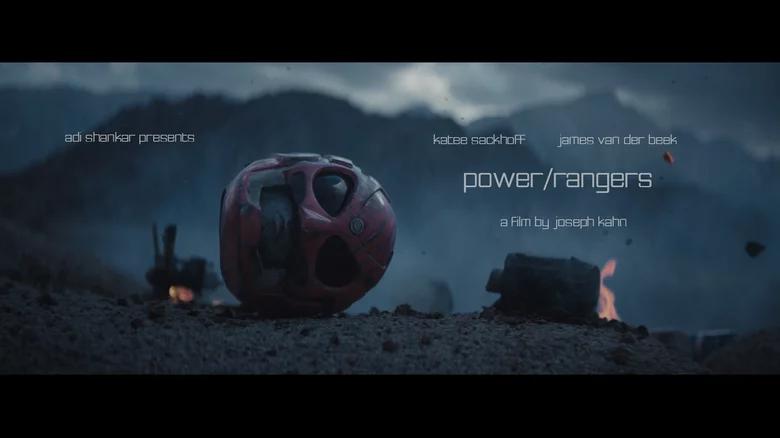 adi shankar presents
katee sackhoff
james van der beek
power/rangers
a film by joseph kahn